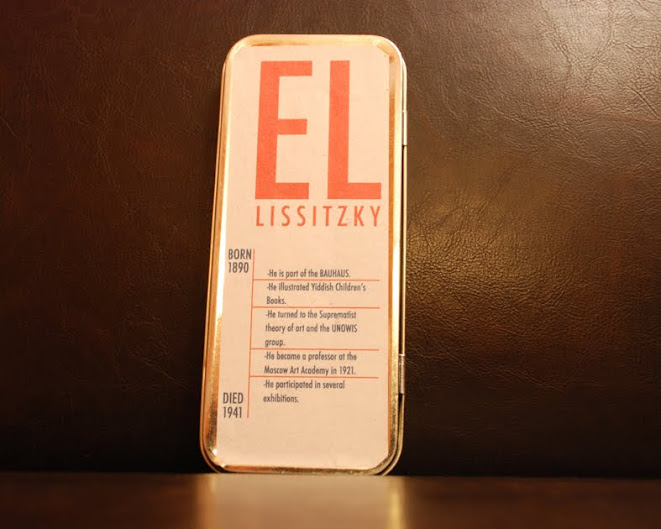 EL
LISSITZKY
BORN
1890
-He is part of the BAUHAUS.
-He illustrated Yiddish Children's
Books.
-He turned to the Suprematist
theory of art and the UNOWIS
group.
-He became a professor at the
Moscow Art Academy in 1921.
-He participated in several
exhibitions.
DIED
1941